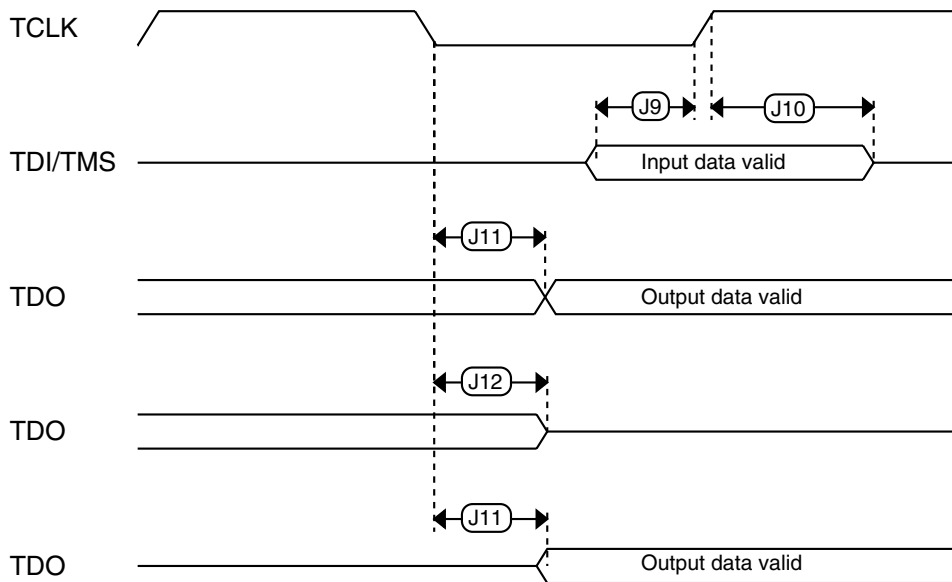 TCLK
J9
J10
TDI/TMS
Input data valid
J11
TDO
Output data valid
J12
TDO
J11
TDO
Output data valid